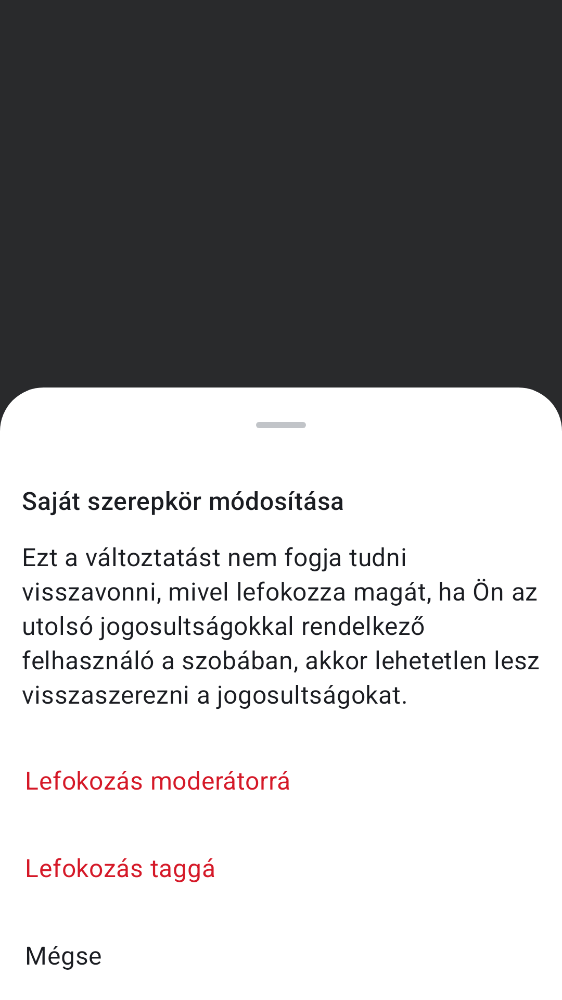 Saját szerepkör módosítása
Ezt a változtatást nem fogja tudni
visszavonni, mivel lefokozza magát, ha Ön az
utolsó jogosultságokkal rendelkező
felhasználó a szobában, akkor lehetetlen lesz
visszaszerezni a jogosultságokat.
Lefokozás moderátorrá
Lefokozás taggá
Mégse